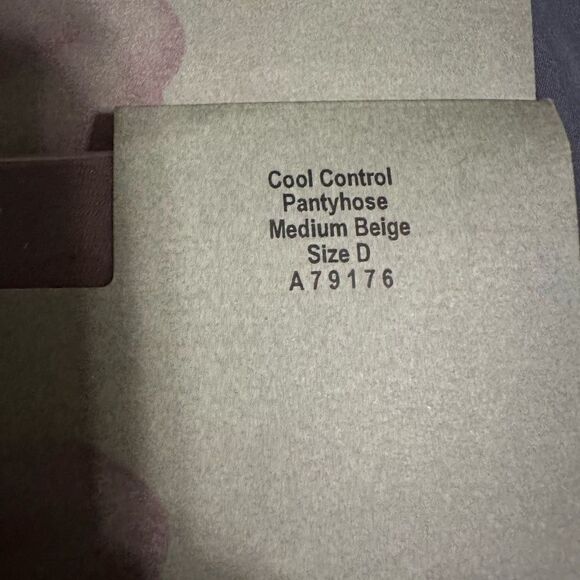 Cool Control
Pantyhose
Medium Beige
Size D
A79176